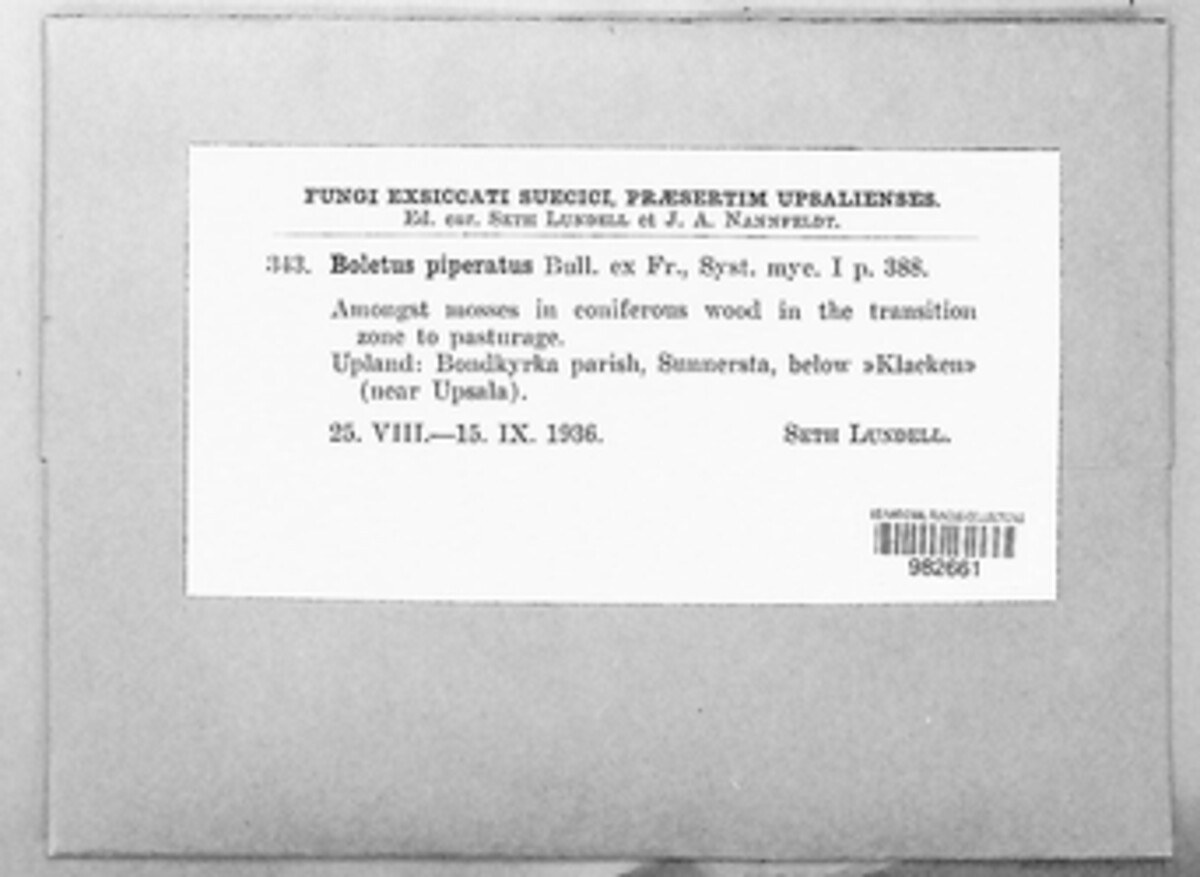 FUNGI EXSICCATI SUECICI, PRÆSERTIM UPSALIENSES.
Ed. cur. SETH LUNDELL et J. A. NANNFELDT.
343. Boletus piperatus Bull. ex Fr., Syst. myc. I p. 388.
Amongst mosses in coniferous wood in the transition
zone to pasturage.
Upland: Bondkyrka parish, Sunnersta, below »Klacken»
(near Upsala).
25. VIII.—15. IX. 1936. SETH LUNDELL.
982661